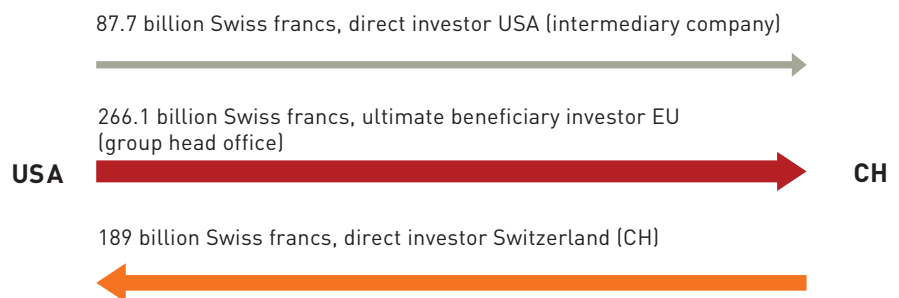 87.7 billion Swiss francs, direct investor USA (intermediary company)
266.1 billion Swiss francs, ultimate beneficiary investor EU
(group head office)
USA
CH
189 billion Swiss francs, direct investor Switzerland (CH)